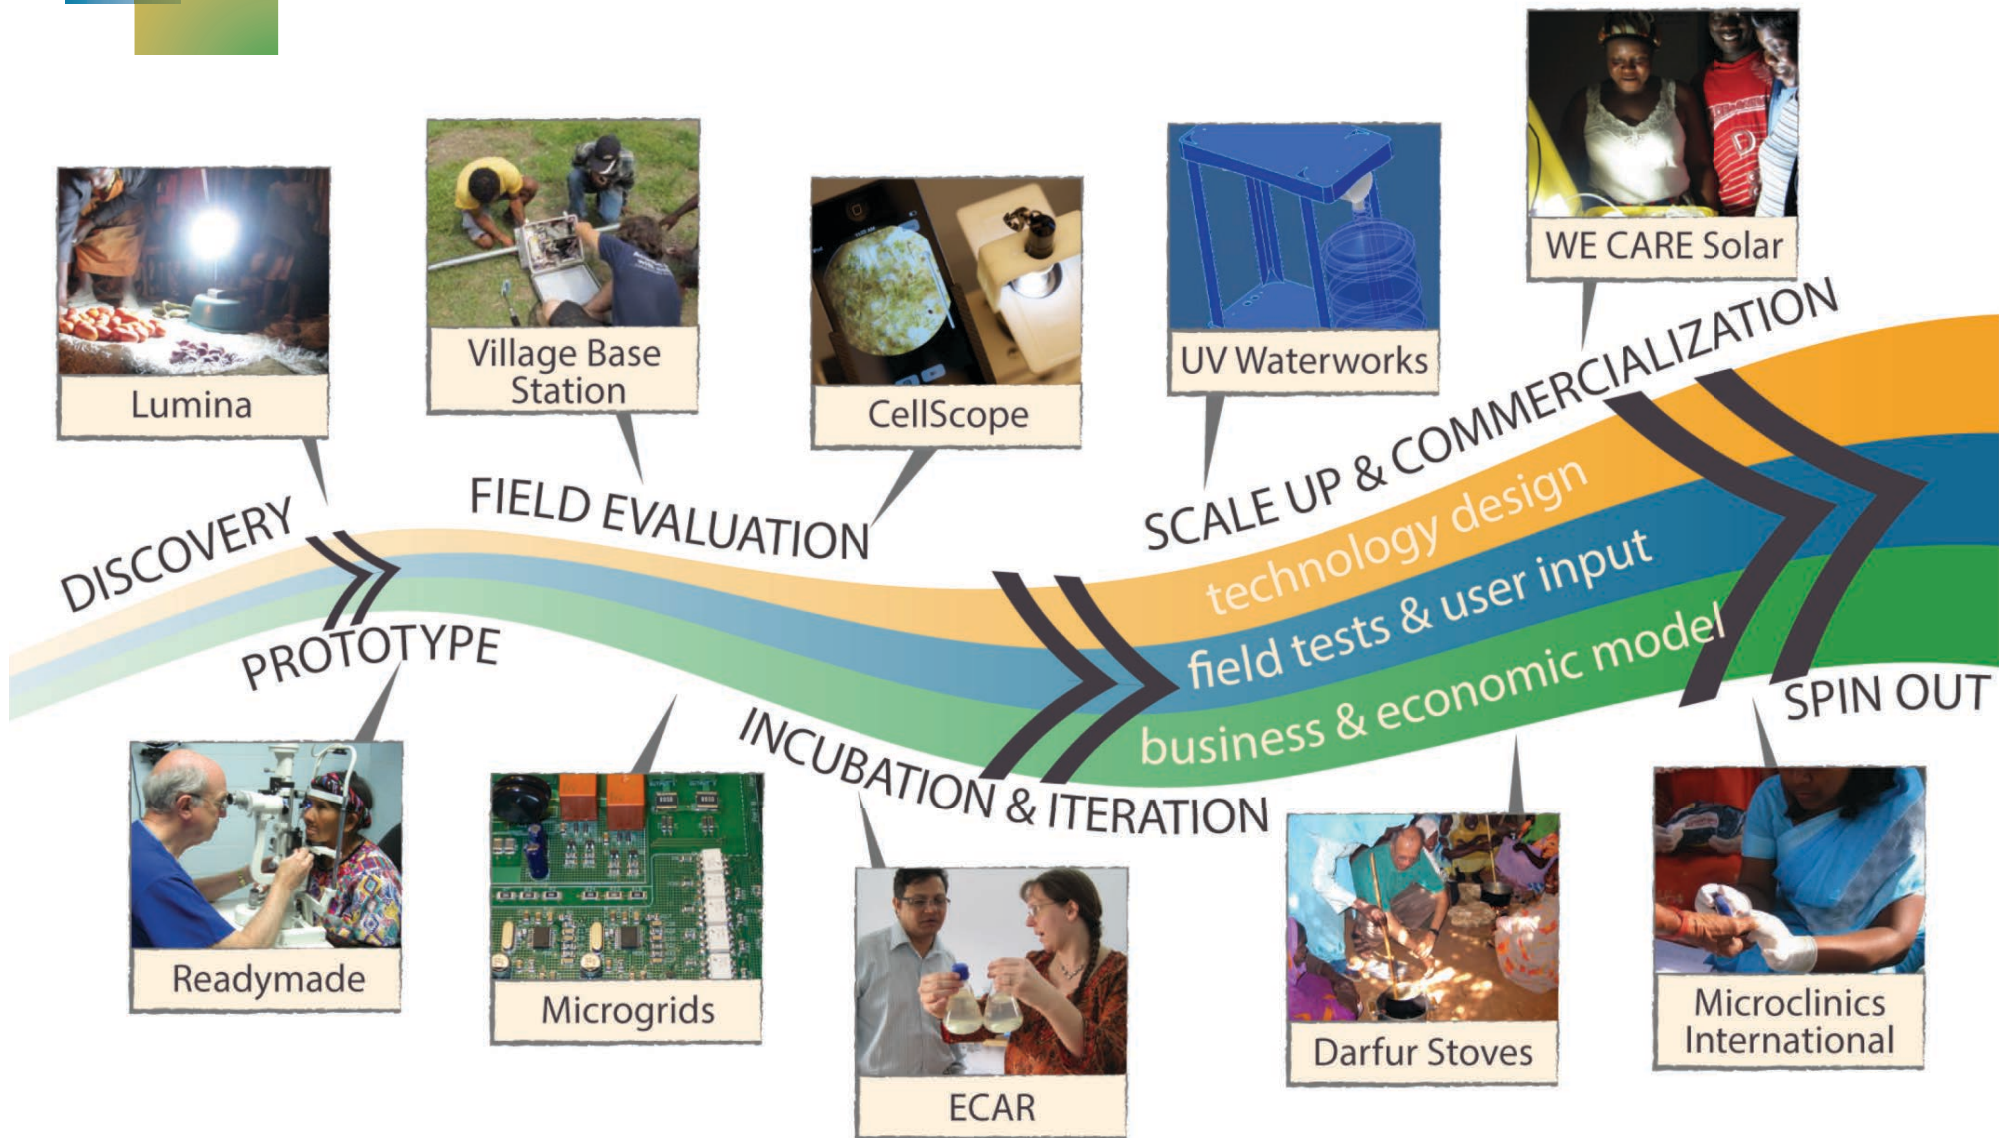 WE CARE Solar
Village Base
Station
UV Waterworks
Lumina
CellScope
DISCOVERY
FIELD EVALUATION
SCALE UP & COMMERCIALIZATION
technology design
field tests & user input
business & economic model
PROTOTYPE
INCUBATION & ITERATION
SPIN OUT
Readymade
Microgrids
ECAR
Darfur Stoves
Microclinics
International